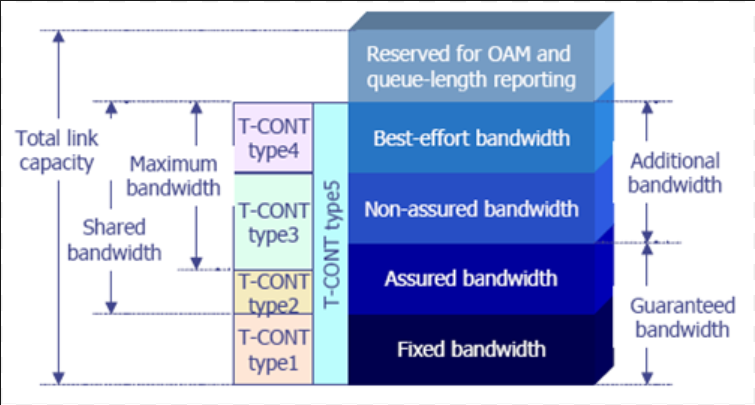 Reserved for OAM and
queue-length reporting
Total link
capacity
Maximum
bandwidth
Shared
bandwidth
T-CONT
type4
T-CONT
type3
T-CONT
type2
T-CONT
type1
T-CONT type5
Best-effort bandwidth
Non-assured bandwidth
Assured bandwidth
Fixed bandwidth
Additional
bandwidth
Guaranteed
bandwidth